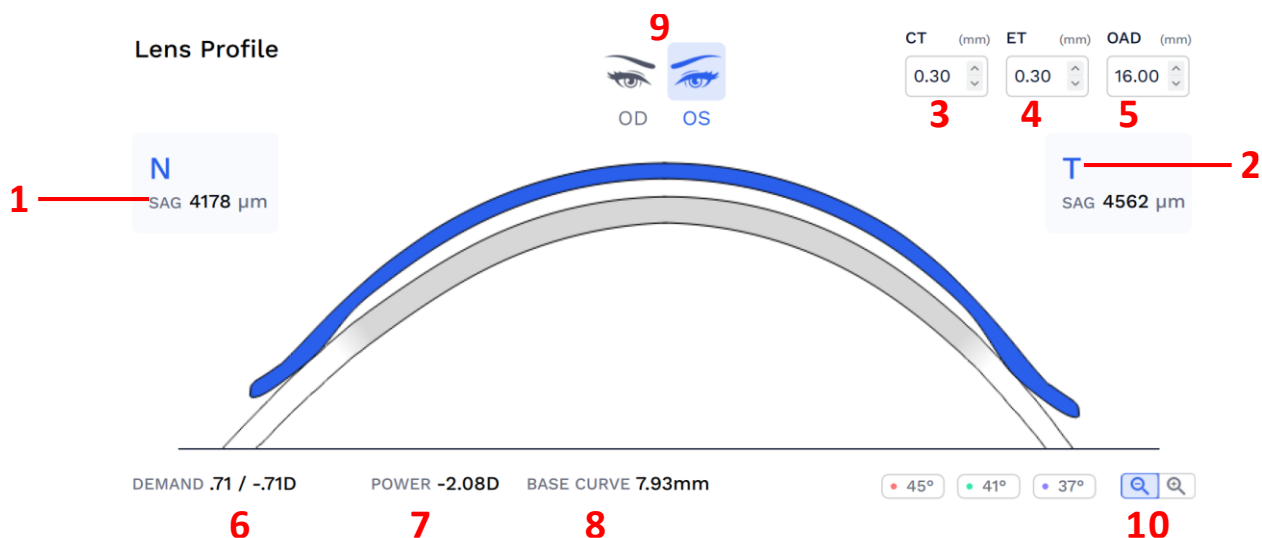 9
Lens Profile
CT (mm) ET (mm) OAD (mm)
0.30 0.30 16.00
3 4 5
OD OS
N
1 SAG 4178 µm
T 2
SAG 4562 µm
DEMAND .71 / -.71D POWER -2.08D BASE CURVE 7.93mm 45° 41° 37°
6 7 8 10